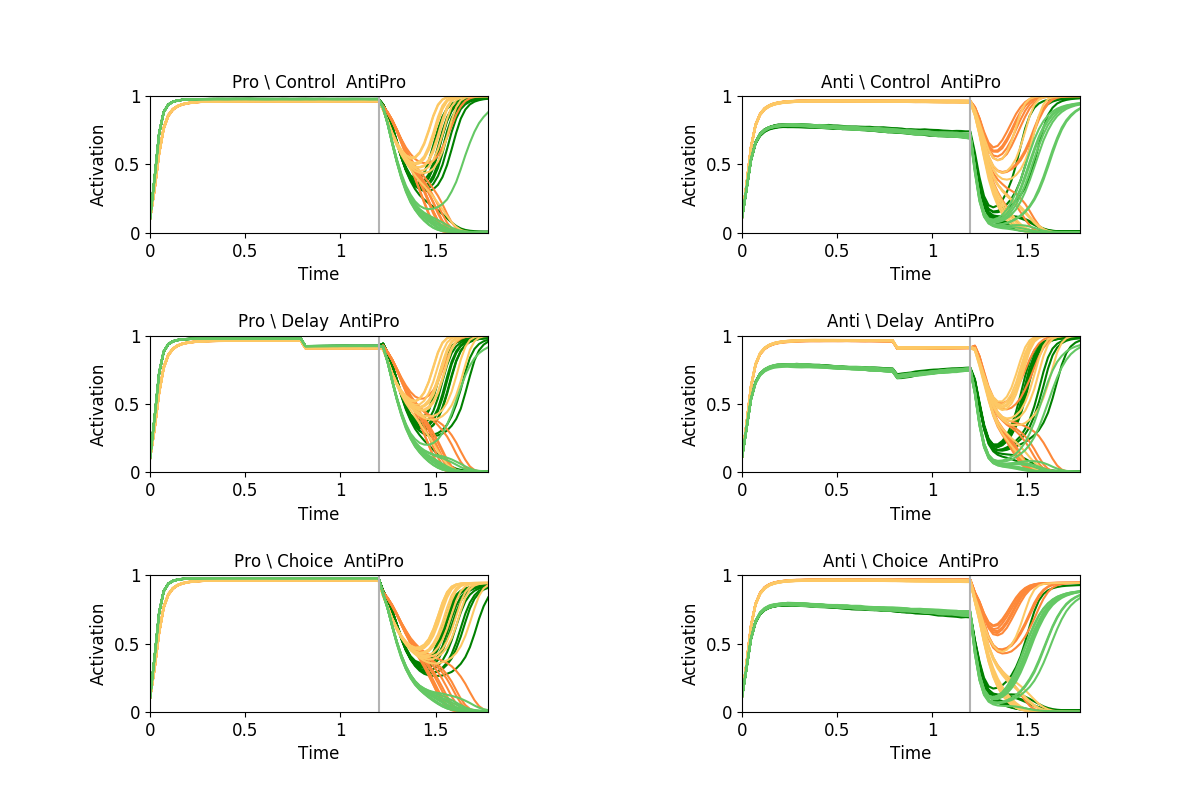 Pro \ Control  AntiPro
1
0.5
0
Activation
0 0.5 1 1.5
Time
Anti \ Control  AntiPro
1
0.5
0
Activation
0 0.5 1 1.5
Time
Pro \ Delay  AntiPro
1
0.5
0
Activation
0 0.5 1 1.5
Time
Anti \ Delay  AntiPro
1
0.5
0
Activation
0 0.5 1 1.5
Time
Pro \ Choice  AntiPro
1
0.5
0
Activation
0 0.5 1 1.5
Time
Anti \ Choice  AntiPro
1
0.5
0
Activation
0 0.5 1 1.5
Time